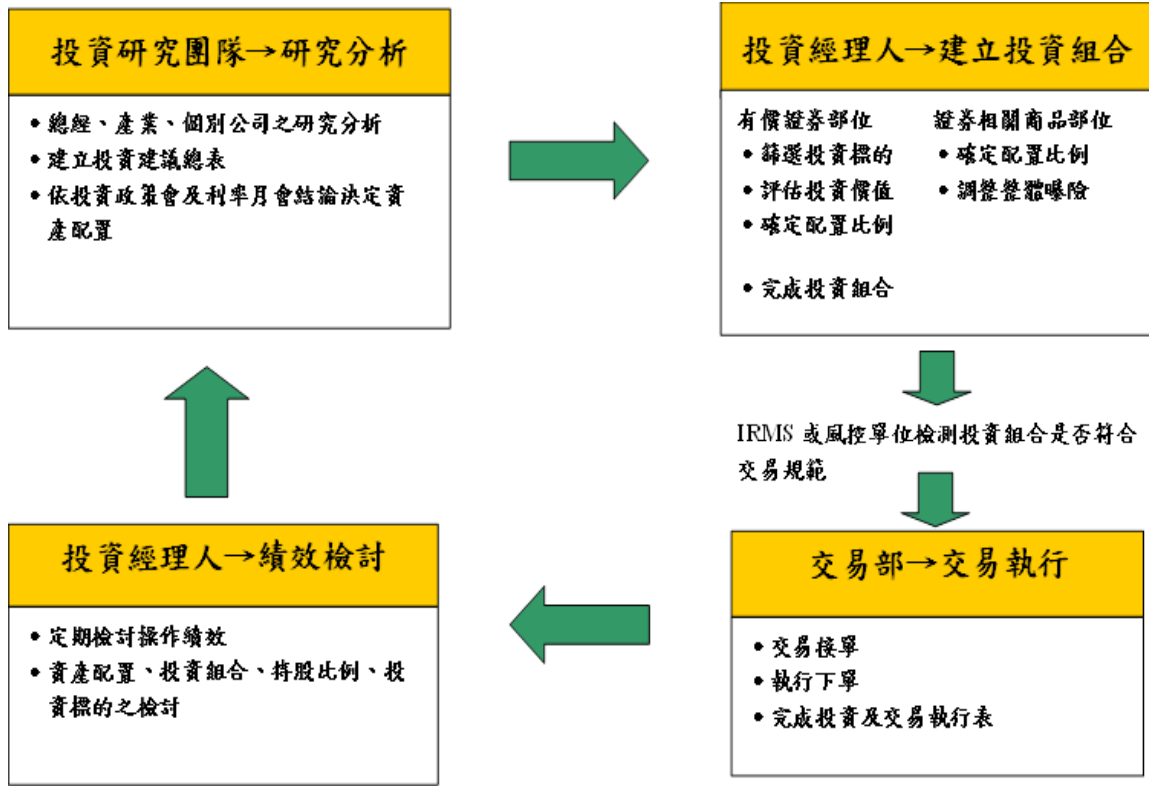 投資研究團隊→研究分析
• 總經、產業、個別公司之研究分析
• 建立投資建議總表
• 依投資政策會及利率月會結論決定資
產配置
投資經理人→建立投資組合
有價證券部位
• 篩選投資標的
• 評估投資價值
• 確定配置比例
• 完成投資組合
證券相關商品部位
• 確定配置比例
• 調整整體曝險
IRMS 或風控單位檢測投資組合是否符合
交易規範
交易部→交易執行
• 交易接單
• 執行下單
• 完成投資及交易執行表
投資經理人→績效檢討
• 定期檢討操作績效
• 資產配置、投資組合、持股比例、投
資標的之檢討